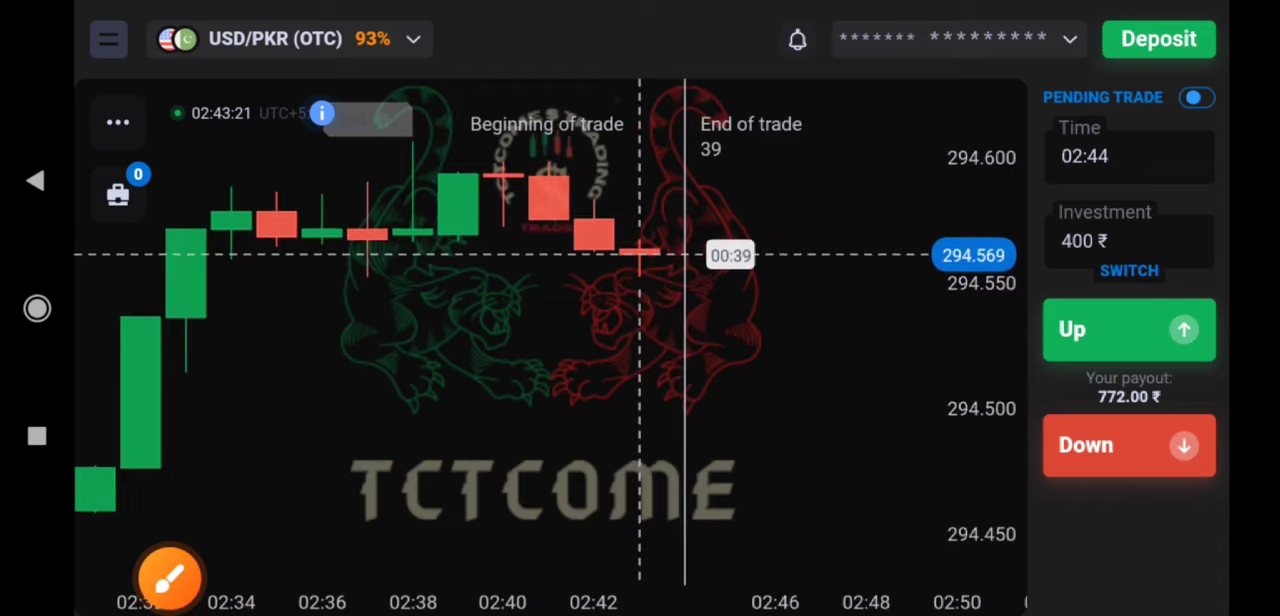 USD/PKR (OTC) 93%
******* *********
Deposit
02:43:21 UTC+5
i
Beginning of trade
End of trade
39
0
TCTCOME'S TRADING
294.600
00:39
294.569
294.550
294.500
294.450
TCTCOME
02:34 02:36 02:38 02:40 02:42 02:46 02:48 02:50
PENDING TRADE
Time
02:44
Investment
400 ₹
SWITCH
Up
Your payout:
772.00 ₹
Down